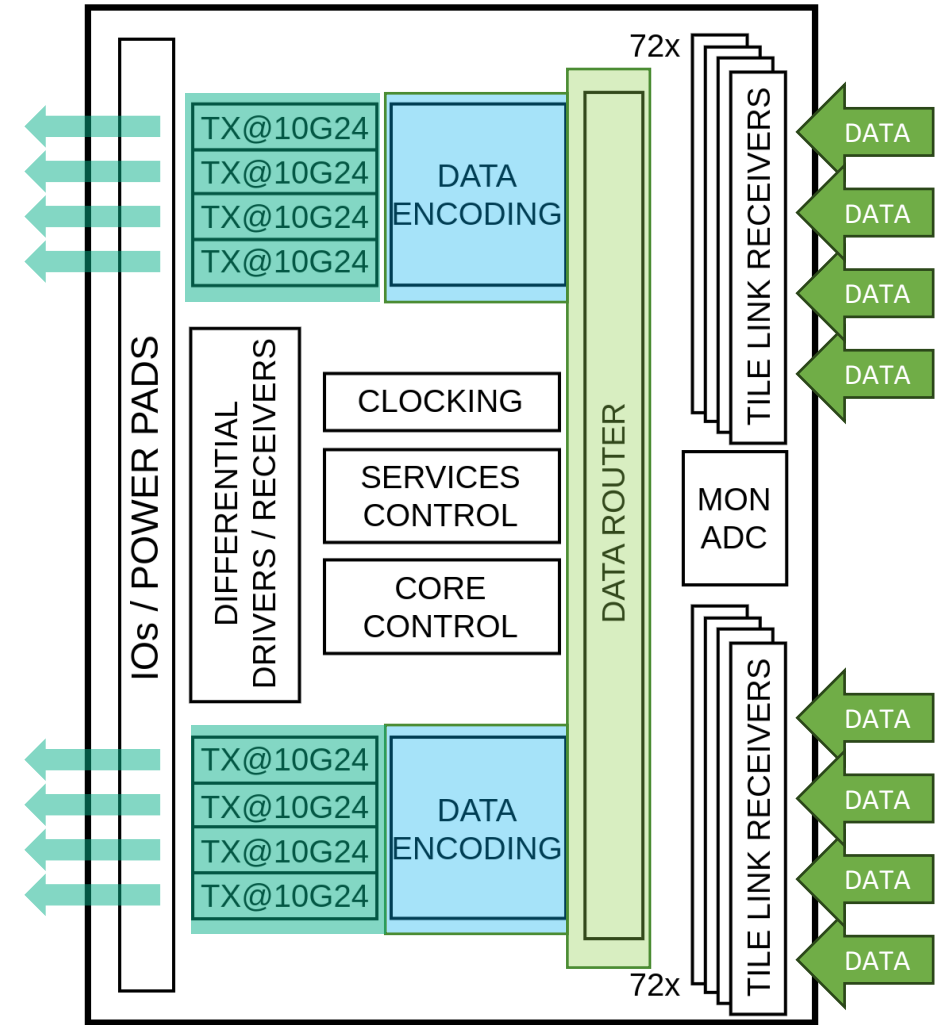 72x
TX@10G24
TX@10G24
TX@10G24
TX@10G24
DATA
ENCODING
TILE LINK RECEIVERS
DATA
DATA
DATA
DATA
IOs / POWER PADS
DIFFERENTIAL
DRIVERS / RECEIVERS
CLOCKING
SERVICES
CONTROL
CORE
CONTROL
DATA ROUTER
MON
ADC
TX@10G24
TX@10G24
TX@10G24
TX@10G24
DATA
ENCODING
TILE LINK RECEIVERS
DATA
DATA
DATA
DATA
72x